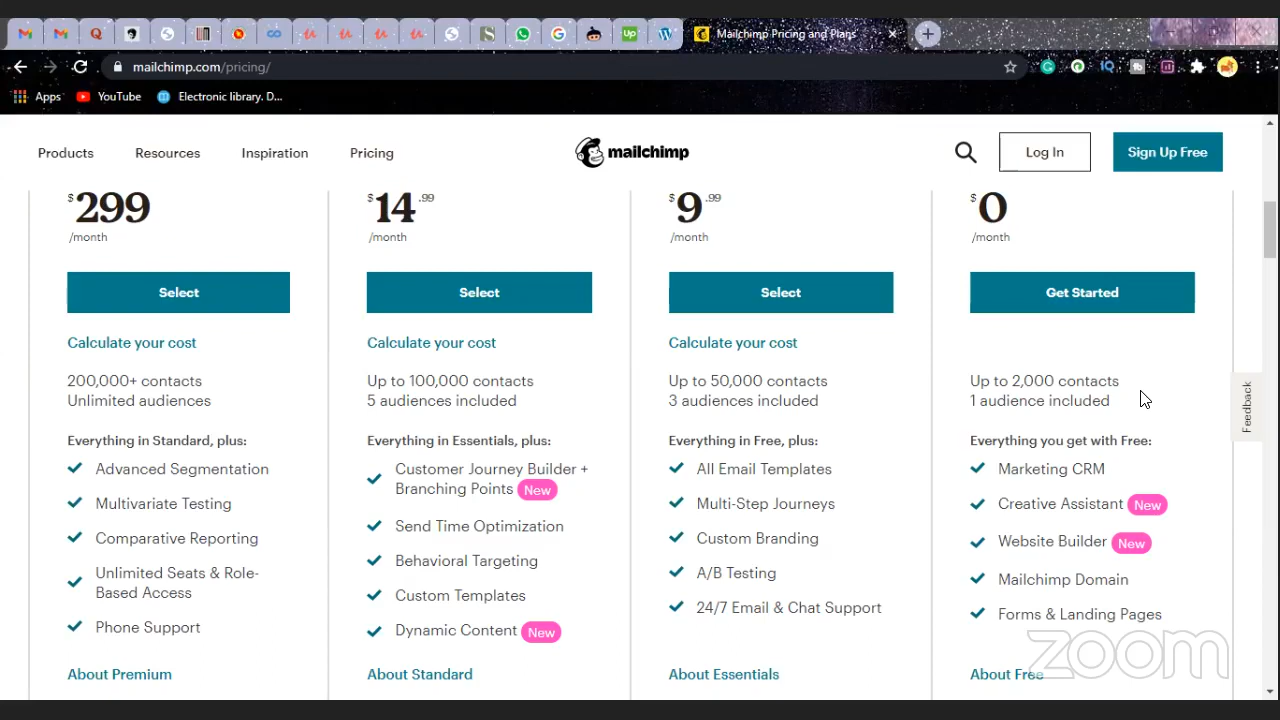 Mailchimp Pricing and Plans
mailchimp.com/pricing/
Apps YouTube Electronic library. D...
Products Resources Inspiration Pricing
mailchimp
Log In
Sign Up Free
$299
/month
Select
Calculate your cost
200,000+ contacts
Unlimited audiences
Everything in Standard, plus:
Advanced Segmentation
Multivariate Testing
Comparative Reporting
Unlimited Seats & Role-
Based Access
Phone Support
About Premium
$14.99
/month
Select
Calculate your cost
Up to 100,000 contacts
5 audiences included
Everything in Essentials, plus:
Customer Journey Builder +
Branching Points New
Send Time Optimization
Behavioral Targeting
Custom Templates
Dynamic Content New
About Standard
$9.99
/month
Select
Calculate your cost
Up to 50,000 contacts
3 audiences included
Everything in Free, plus:
All Email Templates
Multi-Step Journeys
Custom Branding
A/B Testing
24/7 Email & Chat Support
About Essentials
$0
/month
Get Started
Up to 2,000 contacts
1 audience included
Everything you get with Free:
Marketing CRM
Creative Assistant New
Website Builder New
Mailchimp Domain
Forms & Landing Pages
About Free
Feedback
zoom